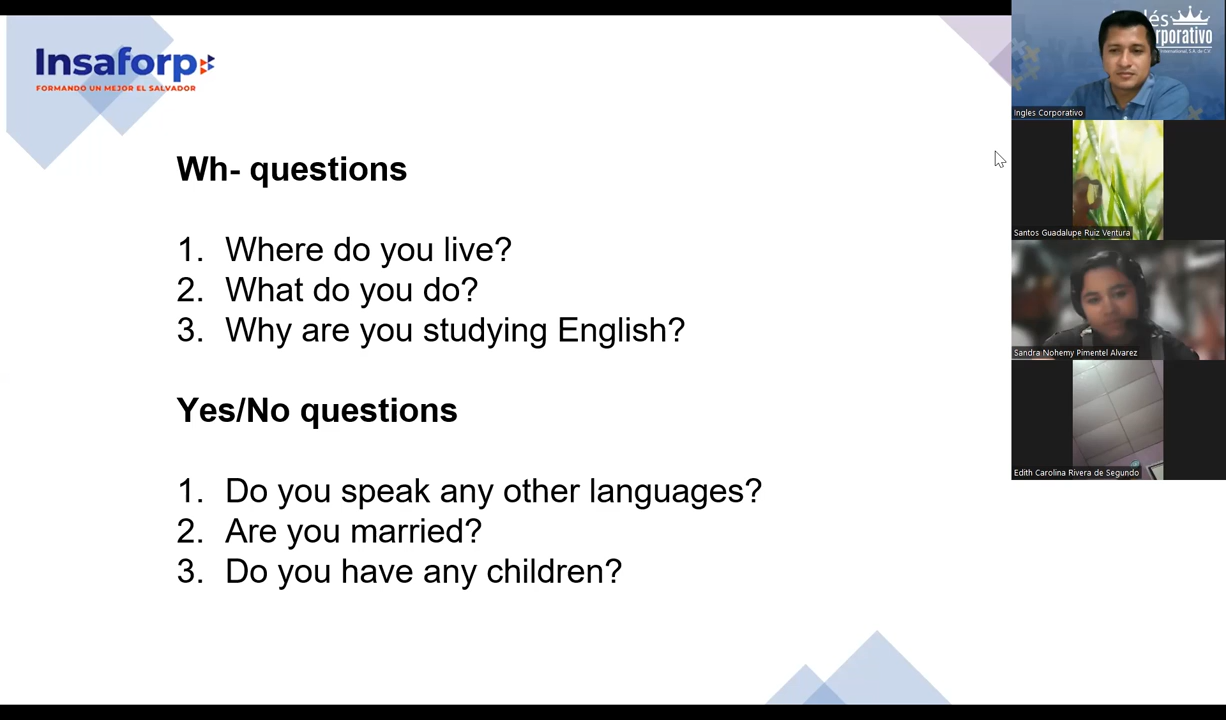 Insaforp
FORMANDO UN MEJOR EL SALVADOR
Wh- questions
1. Where do you live?
2. What do you do?
3. Why are you studying English?
Yes/No questions
1. Do you speak any other languages?
2. Are you married?
3. Do you have any children?
Ingles Corporativo
Santos Guadalupe Ruiz Ventura
Sandra Nohemy Pimentel Alvarez
Edith Carolina Rivera de Segundo